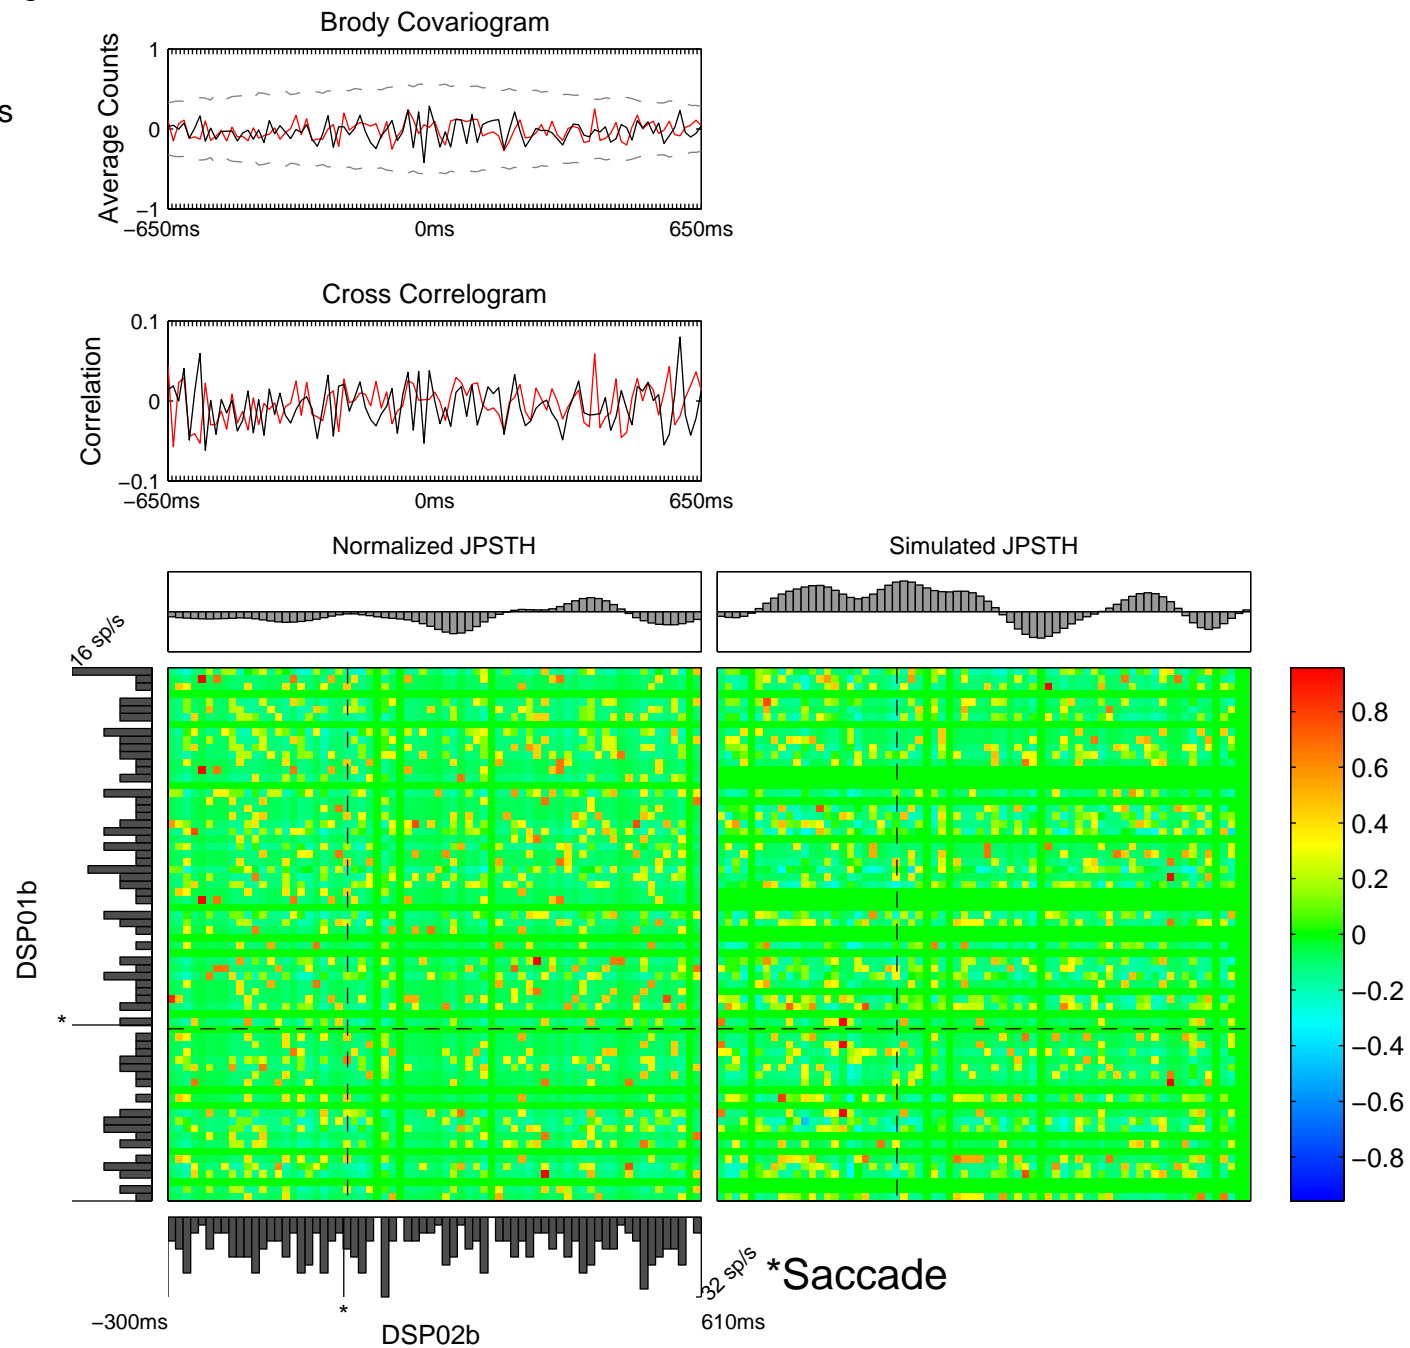 Brody Covariogram
s
Average Counts
1
0
−1
−650ms
0ms
650ms
Cross Correlogram
Correlation
0.1
0
−0.1
−650ms
0ms
650ms
Normalized JPSTH
Simulated JPSTH
16 sp/s
DSP01b
*
0.8
0.6
0.4
0.2
0
−0.2
−0.4
−0.6
−0.8
32 sp/s
*Saccade
*
−300ms
610ms
DSP02b